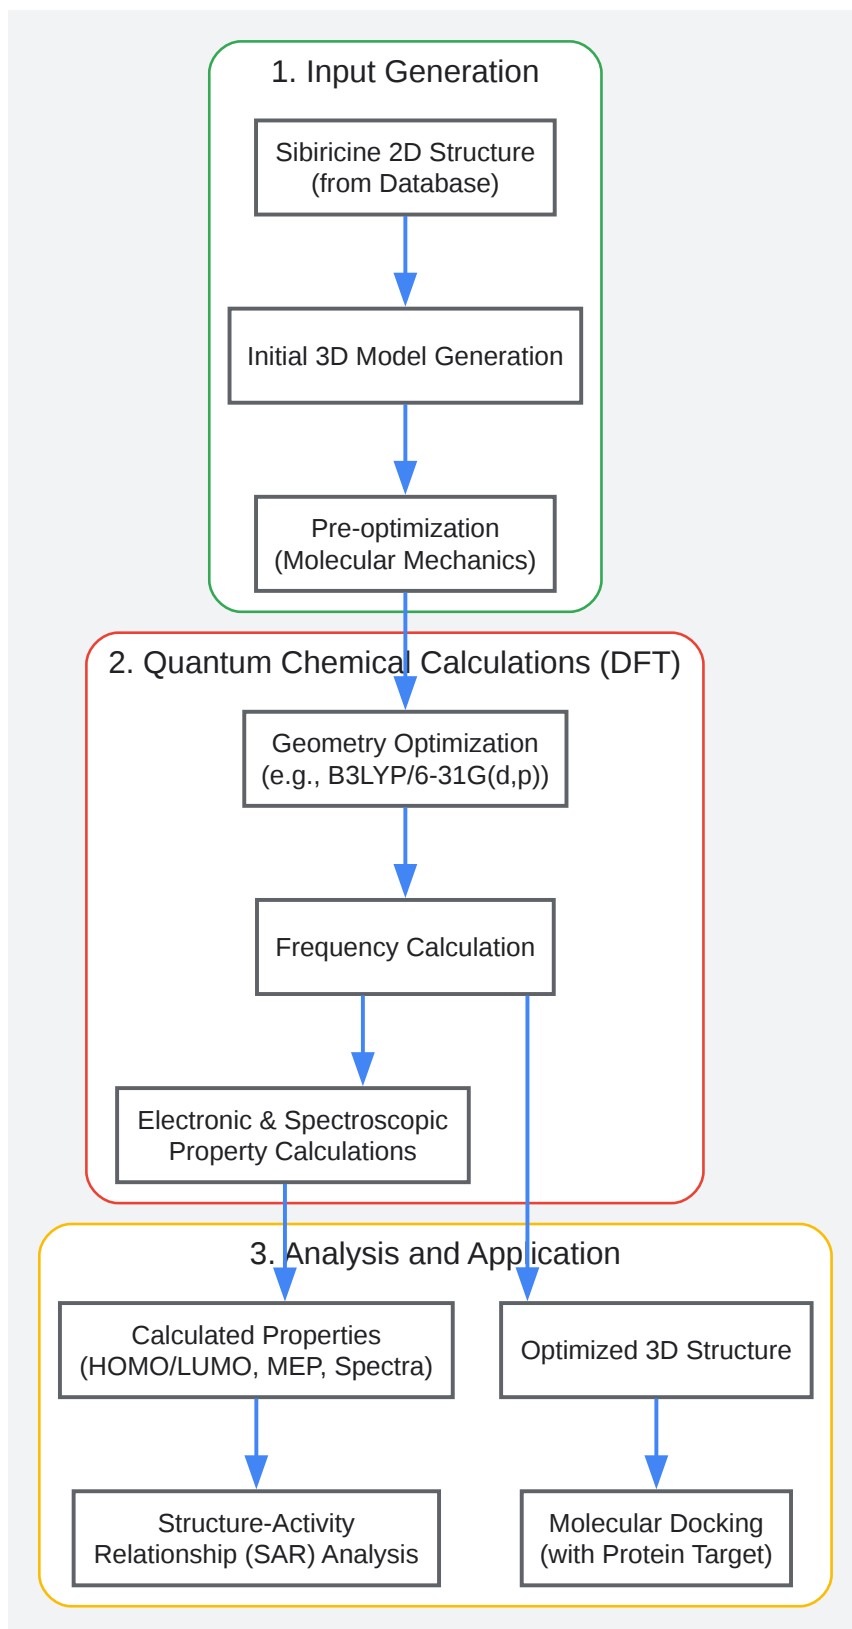 1. Input Generation
Sibiricine 2D Structure
(from Database)
Initial 3D Model Generation
Pre-optimization
(Molecular Mechanics)
2. Quantum Chemical Calculations (DFT)
Geometry Optimization
(e.g., B3LYP/6-31G(d,p))
Frequency Calculation
Electronic & Spectroscopic
Property Calculations
3. Analysis and Application
Calculated Properties
(HOMO/LUMO, MEP, Spectra)
Optimized 3D Structure
Structure-Activity
Relationship (SAR) Analysis
Molecular Docking
(with Protein Target)